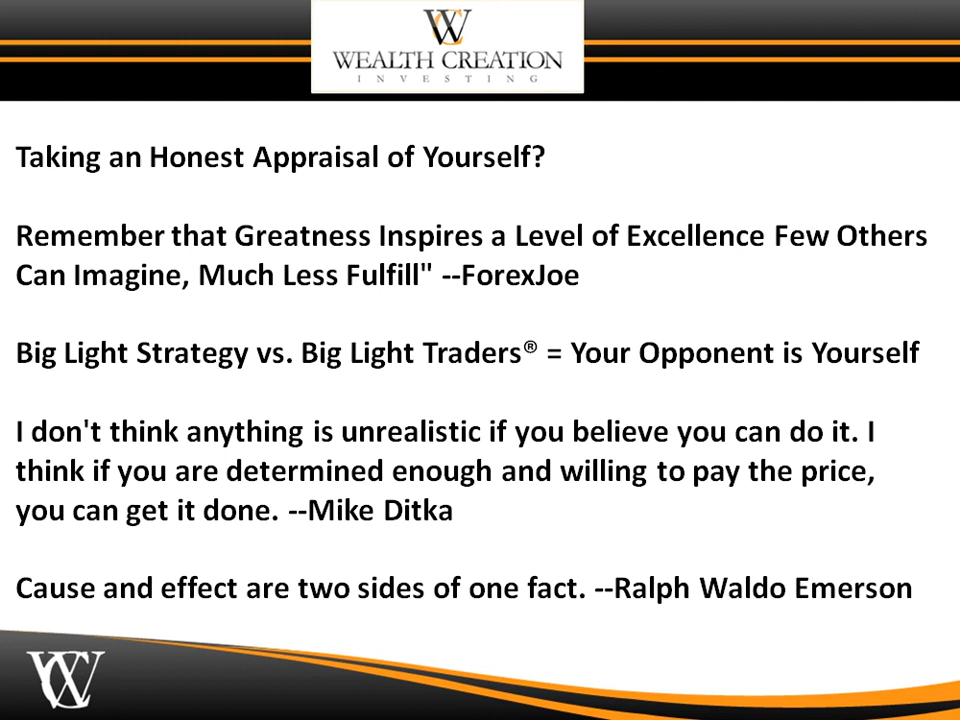 WC
WEALTH CREATION
INVESTING
Taking an Honest Appraisal of Yourself?
Remember that Greatness Inspires a Level of Excellence Few Others
Can Imagine, Much Less Fulfill" --ForexJoe
Big Light Strategy vs. Big Light Traders® = Your Opponent is Yourself
I don't think anything is unrealistic if you believe you can do it. I
think if you are determined enough and willing to pay the price,
you can get it done. --Mike Ditka
Cause and effect are two sides of one fact. --Ralph Waldo Emerson
WC